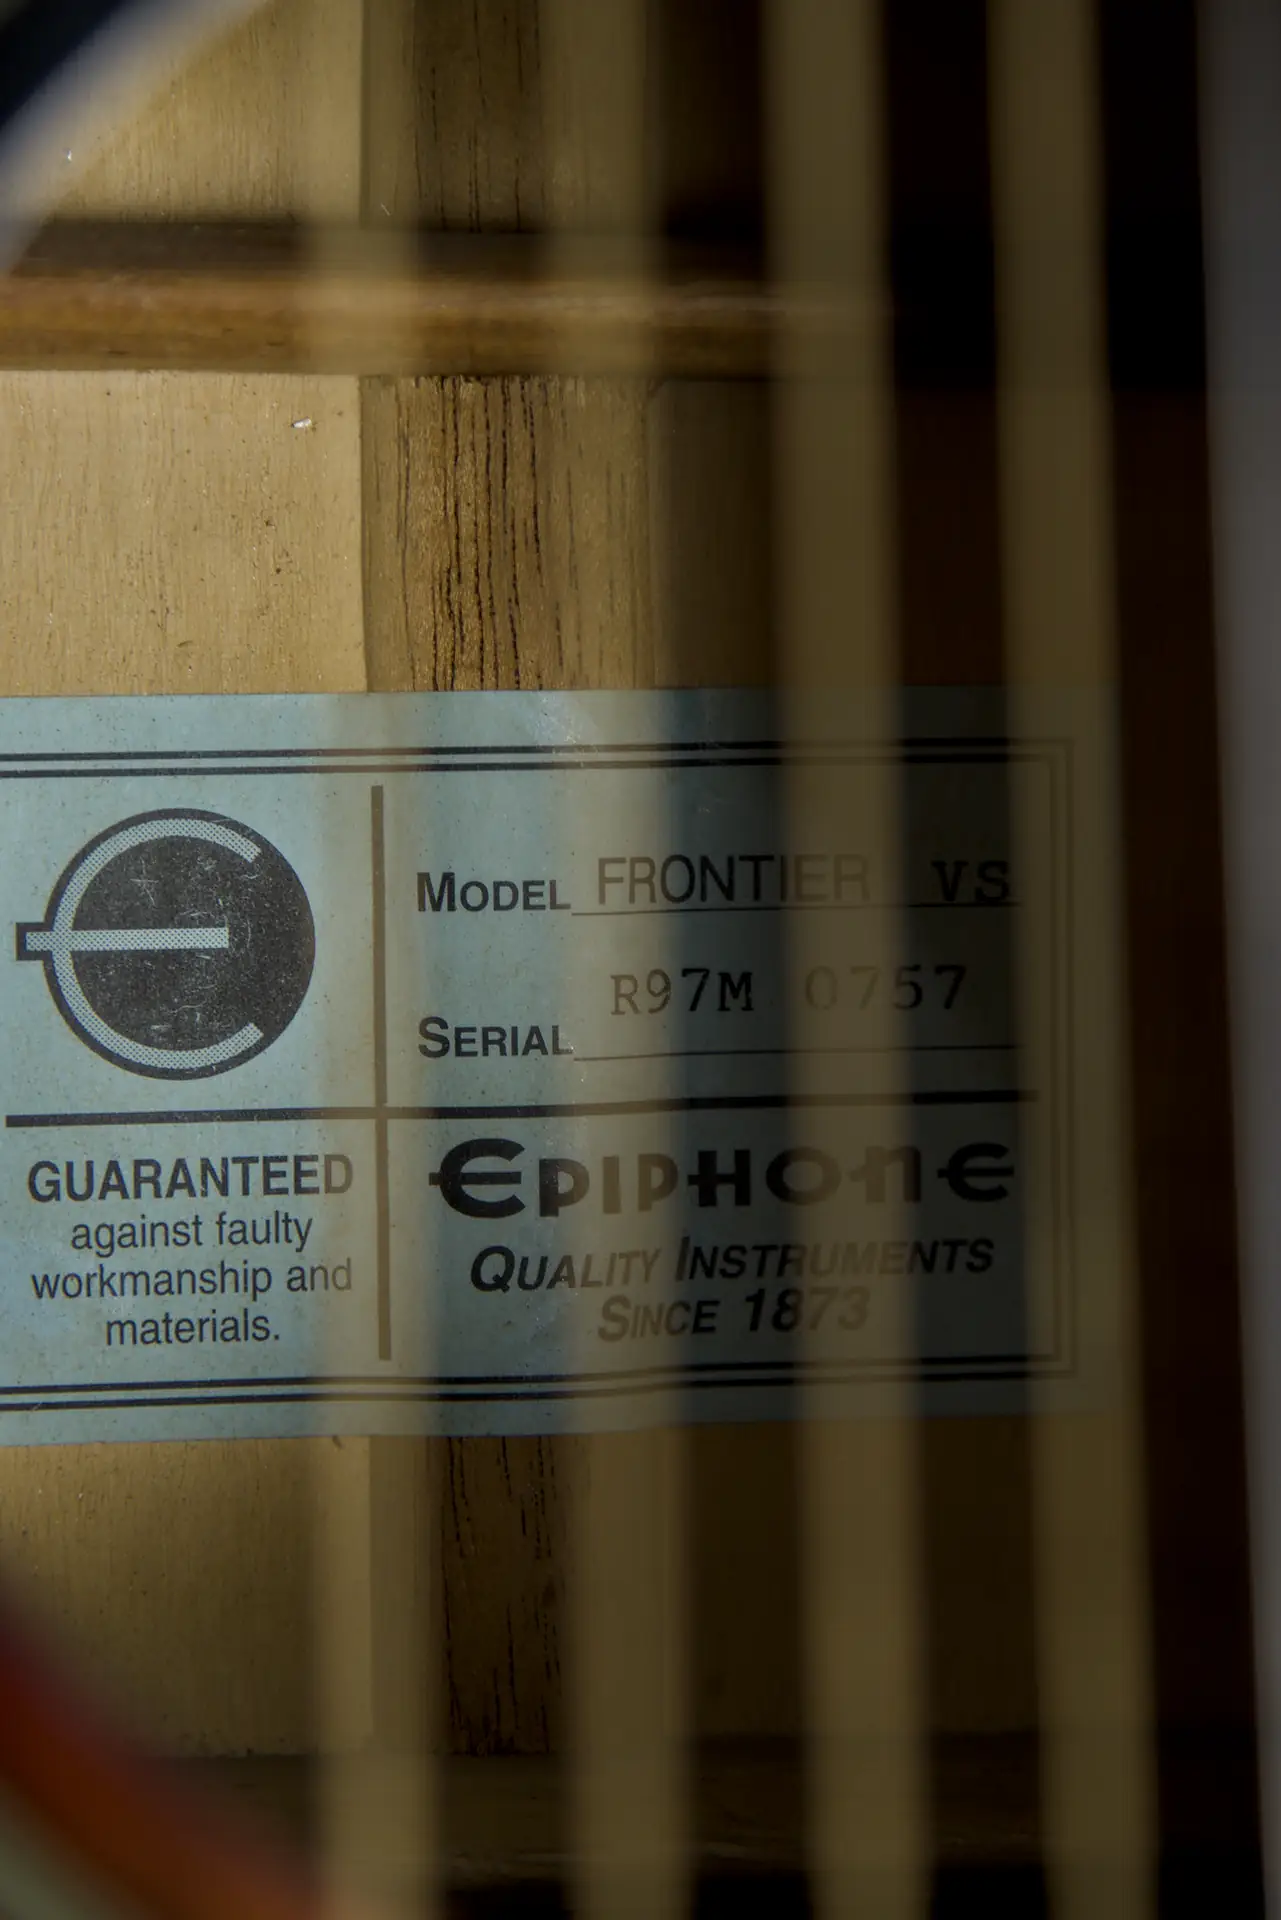 MODEL FRONTIER VS
SERIAL R97M 0757
GUARANTEED
against faulty
workmanship and
materials.
EPIPHONE
QUALITY INSTRUMENTS
SINCE 1873